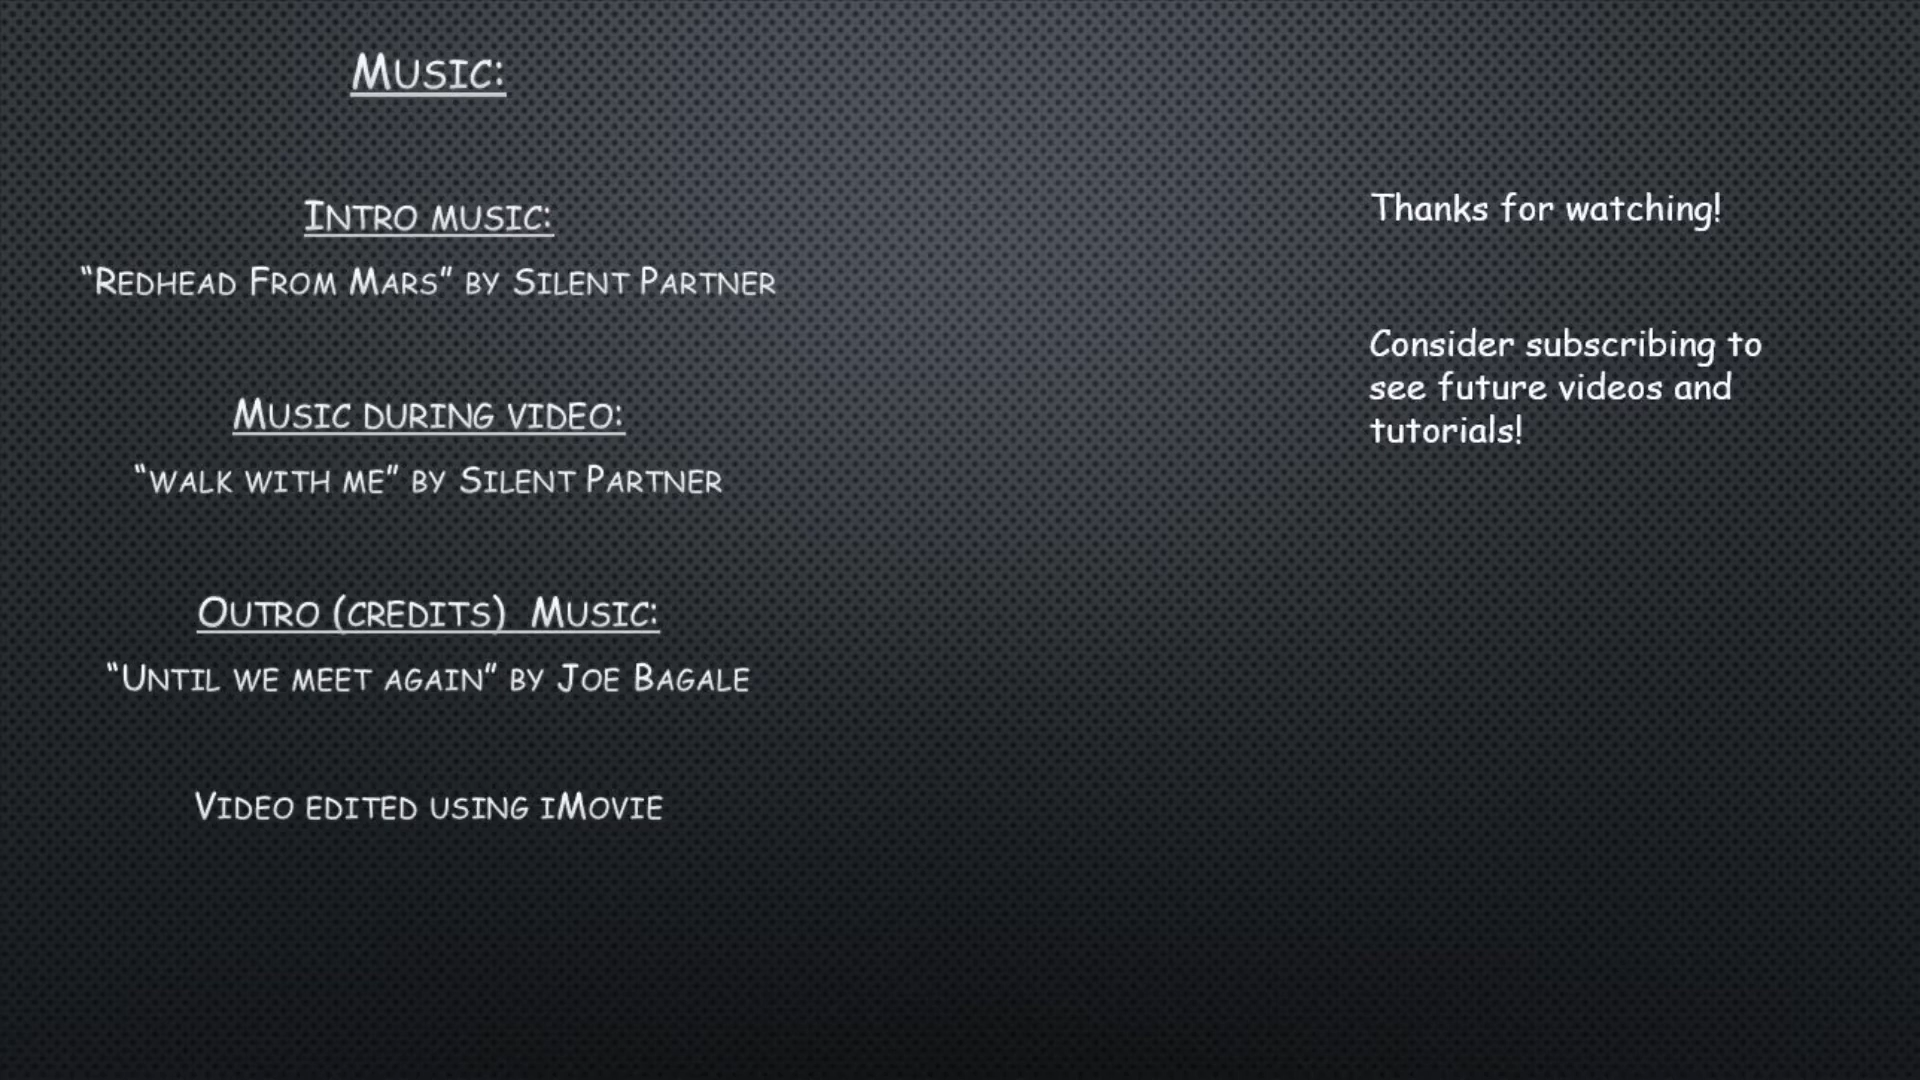 Music:
Intro music:
“Redhead From Mars” by Silent Partner
Music during video:
“walk with me” by Silent Partner
Outro (credits)  Music:
“Until we meet again” by Joe Bagale
Video edited using iMovie
Thanks for watching!
Consider subscribing to
see future videos and
tutorials!